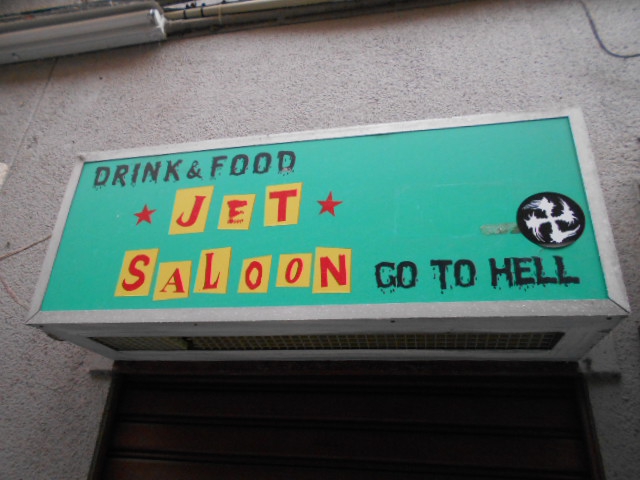 DRINK & FOOD
JET
SALOON GO TO HELL